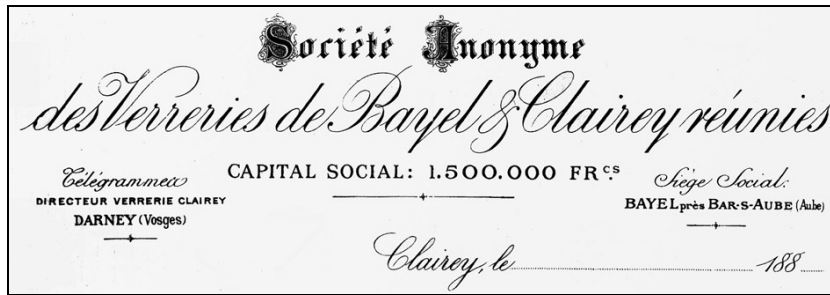 Société Anonyme
des Verreries de Bayel & Clairey réunies
CAPITAL SOCIAL: 1.500.000 FRcs.
Télégrammes
DIRECTEUR VERRERIE CLAIREY
DARNEY (Vosges)
Siége Social:
BAYEL près BAR-S-AUBE (Aube)
Clairey, le 188